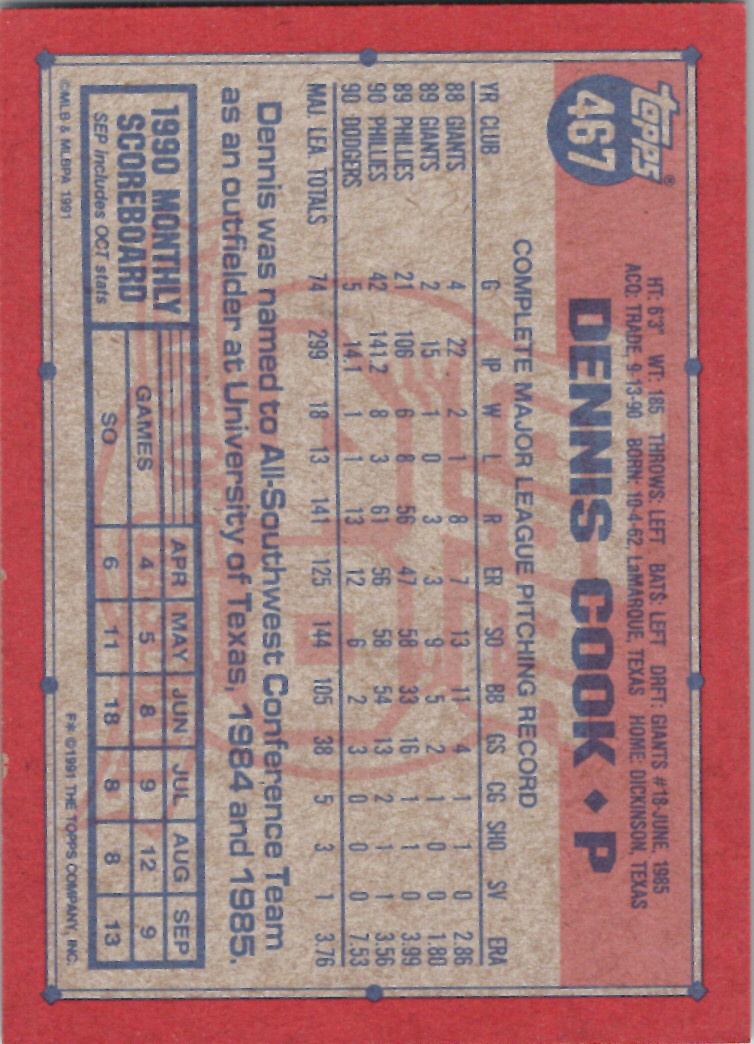 Topps®
467
HT: 6'3" WT: 185 THROWS: LEFT BATS: LEFT DRFT: GIANTS #18-JUNE, 1985
ACQ: TRADE, 9-13-90 BORN: 10-4-62, LaMARQUE, TEXAS HOME: DICKINSON, TEXAS
DENNIS COOK ♦ P
COMPLETE MAJOR LEAGUE PITCHING RECORD
YR CLUB G IP W L R ER SO BB GS CG SHO SV ERA
88 GIANTS 4 22 2 1 8 7 13 11 4 1 1 0 2.86
89 GIANTS 2 15 1 0 3 3 9 5 2 1 0 0 1.80
89 PHILLIES 21 106 6 8 56 47 58 33 16 1 1 0 3.99
90 PHILLIES 42 141.2 8 3 61 56 58 54 13 2 1 1 3.56
90 DODGERS 5 14.1 1 1 13 12 6 2 3 0 0 0 7.53
MAJ. LEA. TOTALS 74 299 18 13 141 125 144 105 38 5 3 1 3.76
Dennis was named to All-Southwest Conference Team
as an outfielder at University of Texas, 1984 and 1985.
1990 MONTHLY
SCOREBOARD
SEP includes OCT stats
APR MAY JUN JUL AUG SEP
GAMES 4 5 8 9 12 9
SO 6 11 18 8 8 13
©MLB & MLBPA 1991
F* ©1991 THE TOPPS COMPANY, INC.